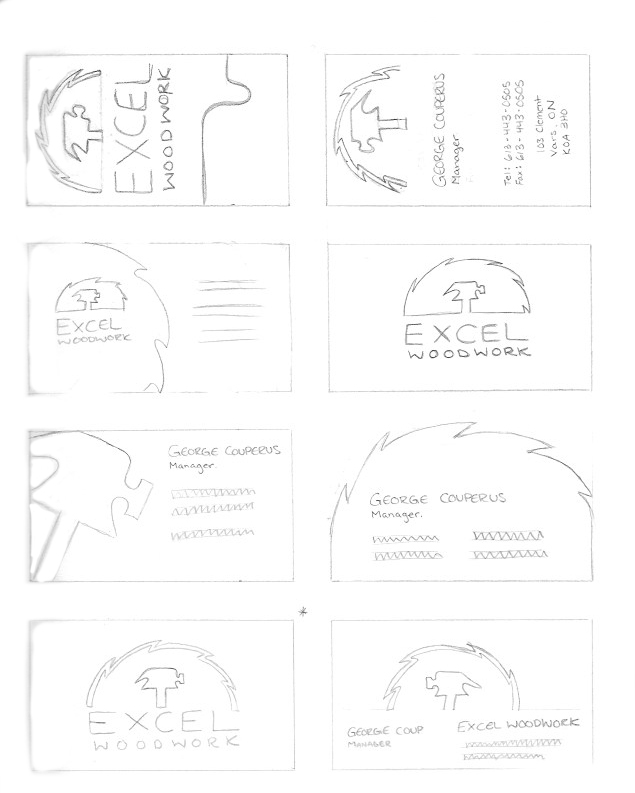 EXCEL
WOODWORK
GEORGE COUPERUS
Manager
Tel: 613-443-0505
Fax: 613-443-0505
103 Clement
Vars, ON
K0A 3H0
EXCEL
WOODWORK
EXCEL
WOODWORK
GEORGE COUPERUS
Manager.
GEORGE COUPERUS
Manager.
*
EXCEL
WOODWORK
GEORGE COUP
MANAGER
EXCEL WOODWORK